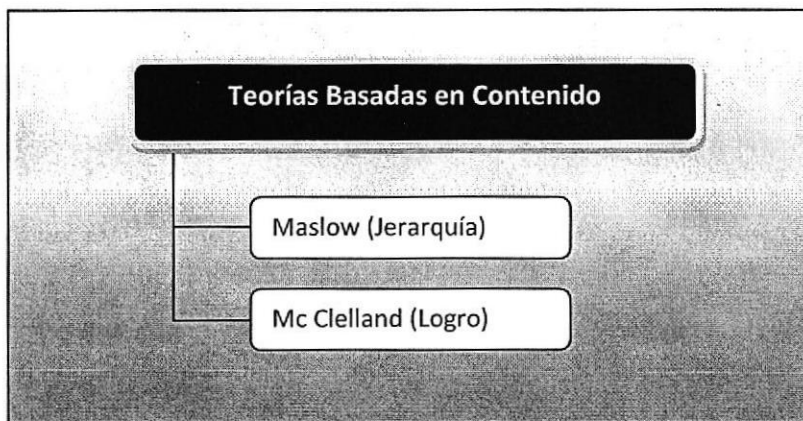 Teorías Basadas en Contenido
Maslow (Jerarquía)
Mc Clelland (Logro)